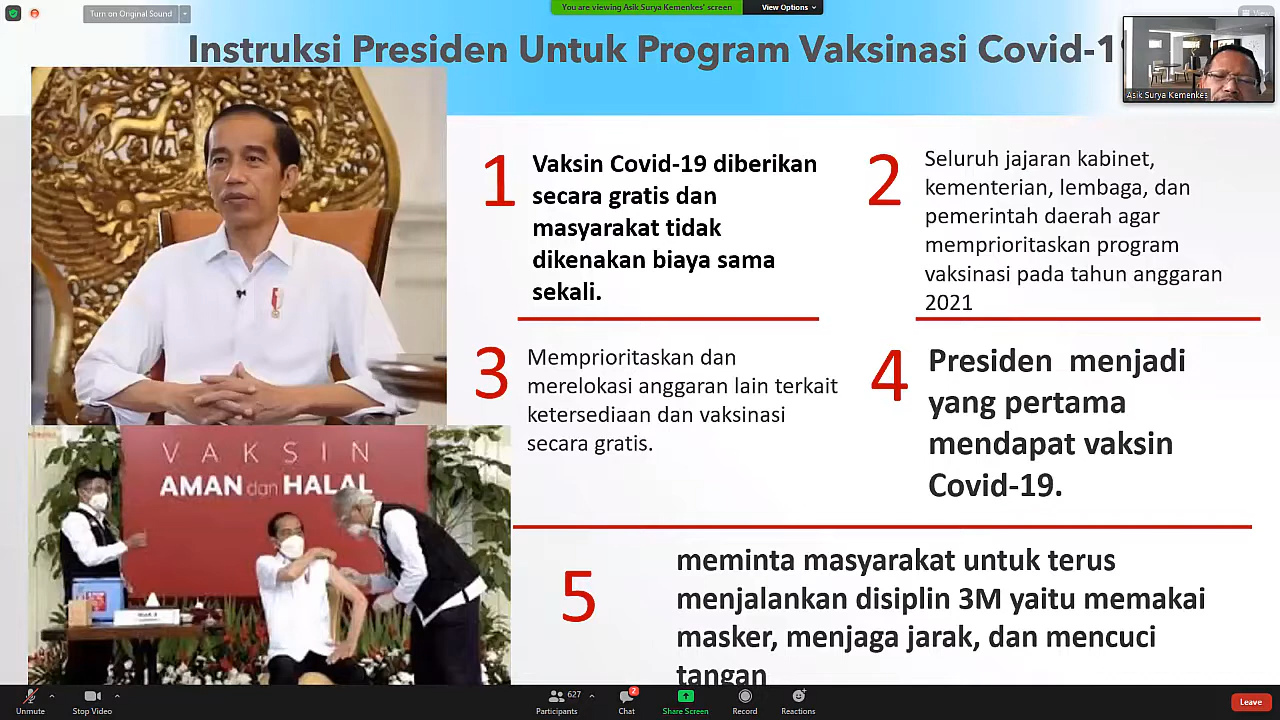 Turn on Original Sound
You are viewing Asik Surya Kemenkes' screen
View Options
View
Instruksi Presiden Untuk Program Vaksinasi Covid-1
Asik Surya Kemenkes
1
Vaksin Covid-19 diberikan
secara gratis dan
masyarakat tidak
dikenakan biaya sama
sekali.
2
Seluruh jajaran kabinet,
kementerian, lembaga, dan
pemerintah daerah agar
memprioritaskan program
vaksinasi pada tahun anggaran
2021
3
Memprioritaskan dan
merelokasi anggaran lain terkait
ketersediaan dan vaksinasi
secara gratis.
4
Presiden menjadi
yang pertama
mendapat vaksin
Covid-19.
VAKSIN
AMAN dan HALAL
5
meminta masyarakat untuk terus
menjalankan disiplin 3M yaitu memakai
masker, menjaga jarak, dan mencuci
tangan
Unmute
Stop Video
627
Participants
2
Chat
Share Screen
Record
Reactions
Leave